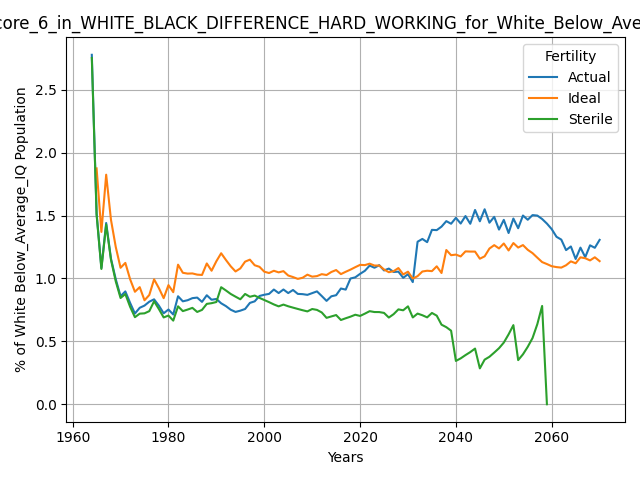 core_6_in_WHITE_BLACK_DIFFERENCE_HARD_WORKING_for_White_Below_Ave
Fertility
Actual
Ideal
Sterile
% of White Below_Average_IQ Population
2.5
2.0
1.5
1.0
0.5
0.0
1960 1980 2000 2020 2040 2060
Years